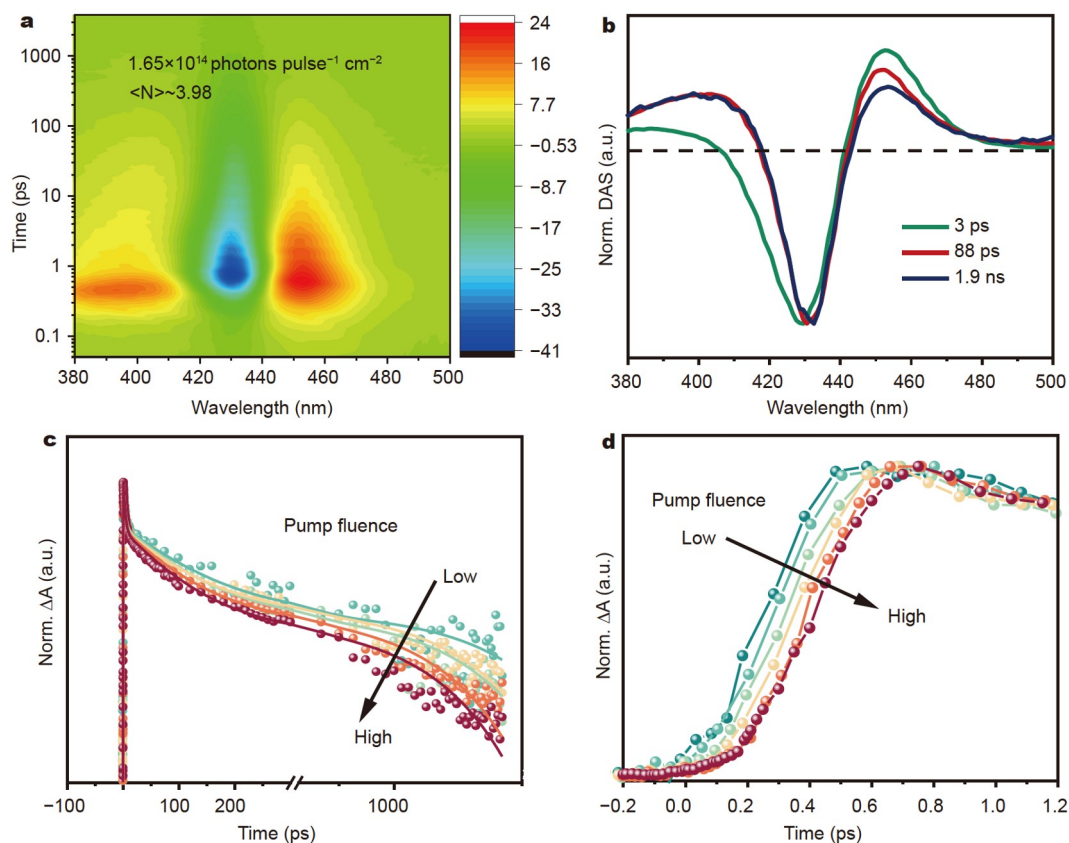 a
1.65×10¹⁴ photons pulse⁻¹ cm⁻²
<N>~3.98
1000
100
10
1
0.1
Time (ps)
380 400 420 440 460 480 500
Wavelength (nm)
24
16
7.7
−0.53
−8.7
−17
−25
−33
−41
b
Norm. DAS (a.u.)
3 ps
88 ps
1.9 ns
380 400 420 440 460 480 500
Wavelength (nm)
c
Norm. ΔA (a.u.)
Pump fluence
Low
High
−100 0 100 200 1000
Time (ps)
d
Norm. ΔA (a.u.)
Pump fluence
Low
High
−0.2 0.0 0.2 0.4 0.6 0.8 1.0 1.2
Time (ps)